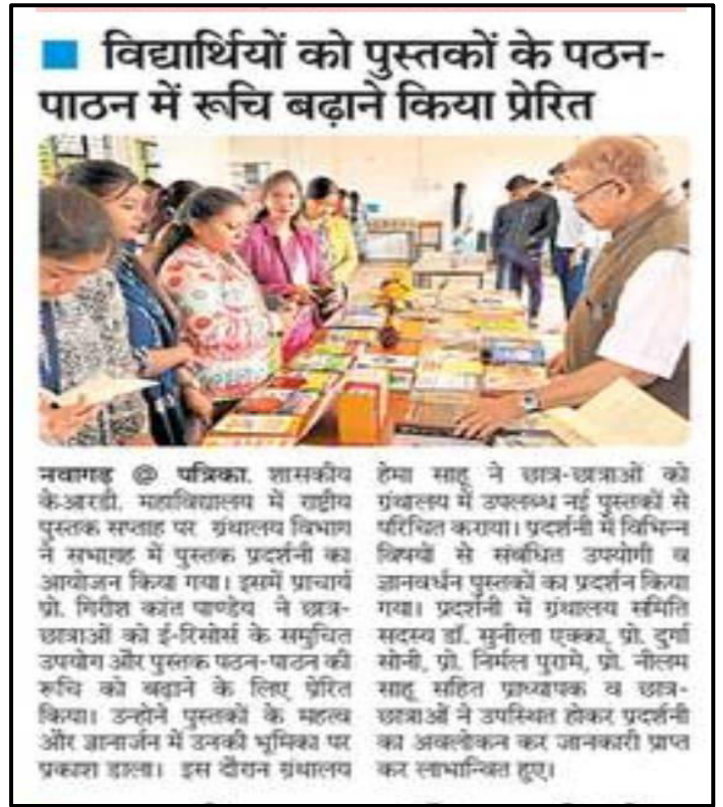 विद्यार्थियों को पुस्तकों के पठन-
पाठन में रूचि बढ़ाने किया प्रेरित
नवागढ़ @ पत्रिका. शासकीय
केआरडी. महाविद्यालय में राष्ट्रीय
पुस्तक सप्ताह पर ग्रंथालय विभाग
ने सभागृह में पुस्तक प्रदर्शनी का
आयोजन किया गया। इसमें प्राचार्य
प्रो. गिरीश कांत पाण्डेय ने छात्र-
छात्राओं को ई-रिसोर्स के समुचित
उपयोग और पुस्तक पठन-पाठन की
रूचि को बढ़ाने के लिए प्रेरित
किया। उन्होने पुस्तकों के महत्व
और ज्ञानार्जन में उनकी भूमिका पर
प्रकाश डाला। इस दौरान ग्रंथालय
हेमा साहू ने छात्र-छात्राओं को
ग्रंथालय में उपलब्ध नई पुस्तकों से
परिचित कराया। प्रदर्शनी में विभिन्न
विषयों से संबंधित उपयोगी व
ज्ञानवर्धन पुस्तकों का प्रदर्शन किया
गया। प्रदर्शनी में ग्रंथालय समिति
सदस्य डॉ. सुनीला एक्का, प्रो. दुर्गा
सोनी, प्रो. निर्मल पुरामे, प्रो. नीलम
साहू सहित प्राध्यापक व छात्र-
छात्राओं ने उपस्थित होकर प्रदर्शनी
का अवलोकन कर जानकारी प्राप्त
कर लाभान्वित हुए।